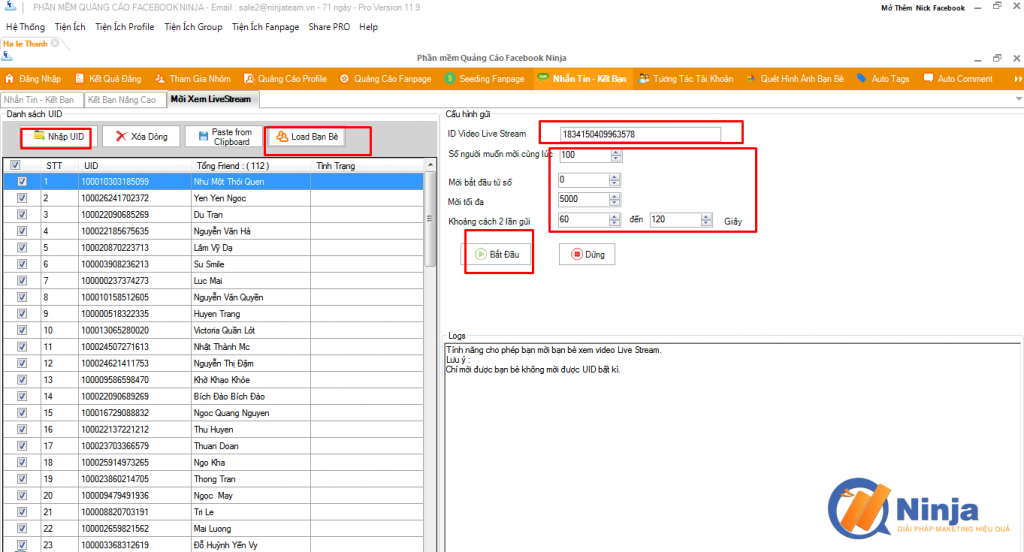 PHẦN MỀM QUẢNG CÁO FACEBOOK NINJA - Email : sale2@ninjateam.vn - 71 ngày - Pro Version 11.9
Mở Thêm Nick Facebook
Hệ Thống Tiện Ích Tiện Ích Profile Tiện Ích Group Tiện Ích Fanpage Share PRO Help
Ha le Thanh
Phần mềm Quảng Cáo Facebook Ninja
Đăng Nhập Kết Quả Đăng Tham Gia Nhóm Quảng Cáo Profile Quảng Cáo Fanpage Seeding Fanpage Nhắn Tin - Kết Bạn Tương Tác Tài Khoản Quét Hình Ảnh Bạn Bè Auto Tags Auto Comment
Nhắn Tin - Kết Bạn Kết Bạn Nâng Cao Mời Xem LiveStream
Danh sách UID
Nhập UID Xóa Dòng Paste from Clipboard Load Bạn Bè
STT UID Tổng Friend : ( 112 ) Tình Trạng
1 100010303185099 Như Một Thói Quen
2 100026241702372 Yen Yen Ngoc
3 100022090685269 Du Tran
4 100022185675635 Nguyễn Văn Hà
5 100020870223713 Lâm Vỹ Dạ
6 100003908236213 Su Smile
7 100000237374273 Luc Mai
8 100010158512605 Nguyễn Văn Quyền
9 100000518322335 Huyen Trang
10 100013065280020 Victoria Quần Lót
11 100024507271613 Nhật Thành Mc
12 100024621411753 Nguyễn Thị Đậm
13 100009586598470 Khờ Khạo Khỏe
14 100022090689269 Bích Đào Bích Đào
15 100016729088832 Ngoc Quang Nguyen
16 100022137221212 Thu Huyen
17 100023703366579 Thuan Doan
18 100025914973265 Ngo Kha
19 100023860214705 Thong Tran
20 100009479491936 Ngọc May
21 100008820703191 Tri Le
22 100002659821562 Mai Luong
23 100003368312619 Đỗ Huỳnh Yến Vy
Cấu hình gửi
ID Video Live Stream 1834150409963578
Số người muốn mời cùng lúc 100
Mời bắt đầu từ số 0
Mời tối đa 5000
Khoảng cách 2 lần gửi 60 đến 120 Giây
Bắt Đầu Dừng
Logs
Tính năng cho phép bạn mời bạn bè xem video Live Stream.
Lưu ý :
Chỉ mời được bạn bè không mời được UID bất kì.
Ninja
GIẢI PHÁP MAKETING HIỆU QUẢ